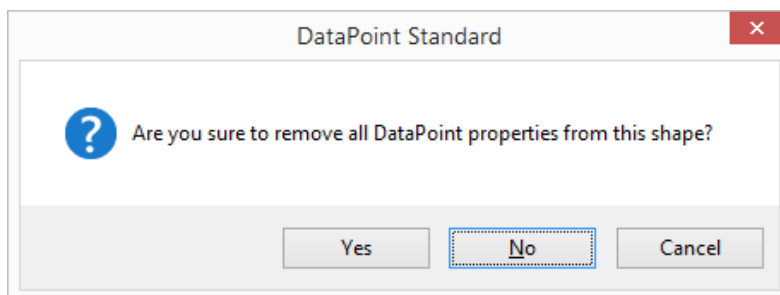 DataPoint Standard
Are you sure to remove all DataPoint properties from this shape?
Yes
No
Cancel